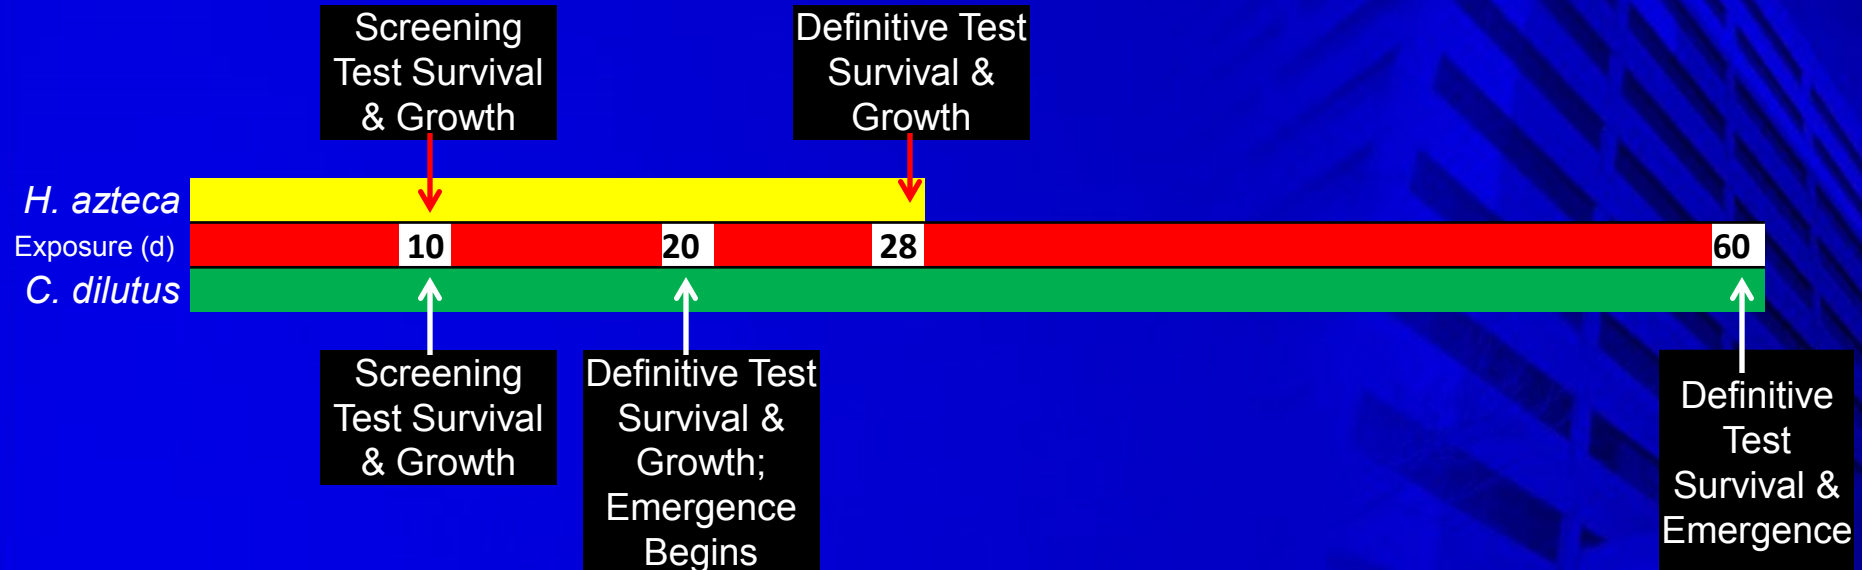 Screening
Test Survival
& Growth
Definitive Test
Survival &
Growth
H. azteca
Exposure (d)
10
20
28
60
C. dilutus
Screening
Test Survival
& Growth
Definitive Test
Survival &
Growth;
Emergence
Begins
Definitive
Test
Survival &
Emergence